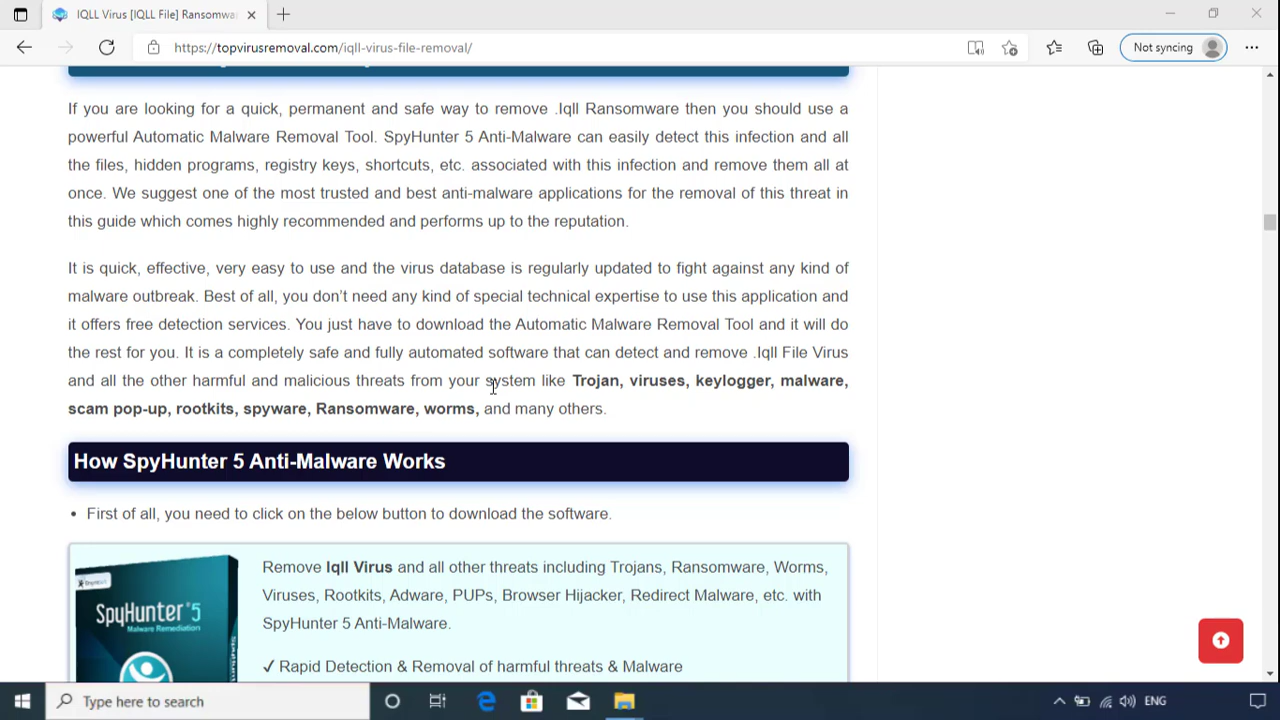 IQLL Virus [IQLL File] Ransomwa
https://topvirusremoval.com/iqll-virus-file-removal/
Not syncing
If you are looking for a quick, permanent and safe way to remove .Iqll Ransomware then you should use a
powerful Automatic Malware Removal Tool. SpyHunter 5 Anti-Malware can easily detect this infection and all
the files, hidden programs, registry keys, shortcuts, etc. associated with this infection and remove them all at
once. We suggest one of the most trusted and best anti-malware applications for the removal of this threat in
this guide which comes highly recommended and performs up to the reputation.
It is quick, effective, very easy to use and the virus database is regularly updated to fight against any kind of
malware outbreak. Best of all, you don't need any kind of special technical expertise to use this application and
it offers free detection services. You just have to download the Automatic Malware Removal Tool and it will do
the rest for you. It is a completely safe and fully automated software that can detect and remove .Iqll File Virus
and all the other harmful and malicious threats from your system like Trojan, viruses, keylogger, malware,
scam pop-up, rootkits, spyware, Ransomware, worms, and many others.
How SpyHunter 5 Anti-Malware Works
• First of all, you need to click on the below button to download the software.
SpyHunter 5
Malware Remediation
Remove Iqll Virus and all other threats including Trojans, Ransomware, Worms,
Viruses, Rootkits, Adware, PUPs, Browser Hijacker, Redirect Malware, etc. with
SpyHunter 5 Anti-Malware.
✓ Rapid Detection & Removal of harmful threats & Malware
Type here to search
ENG